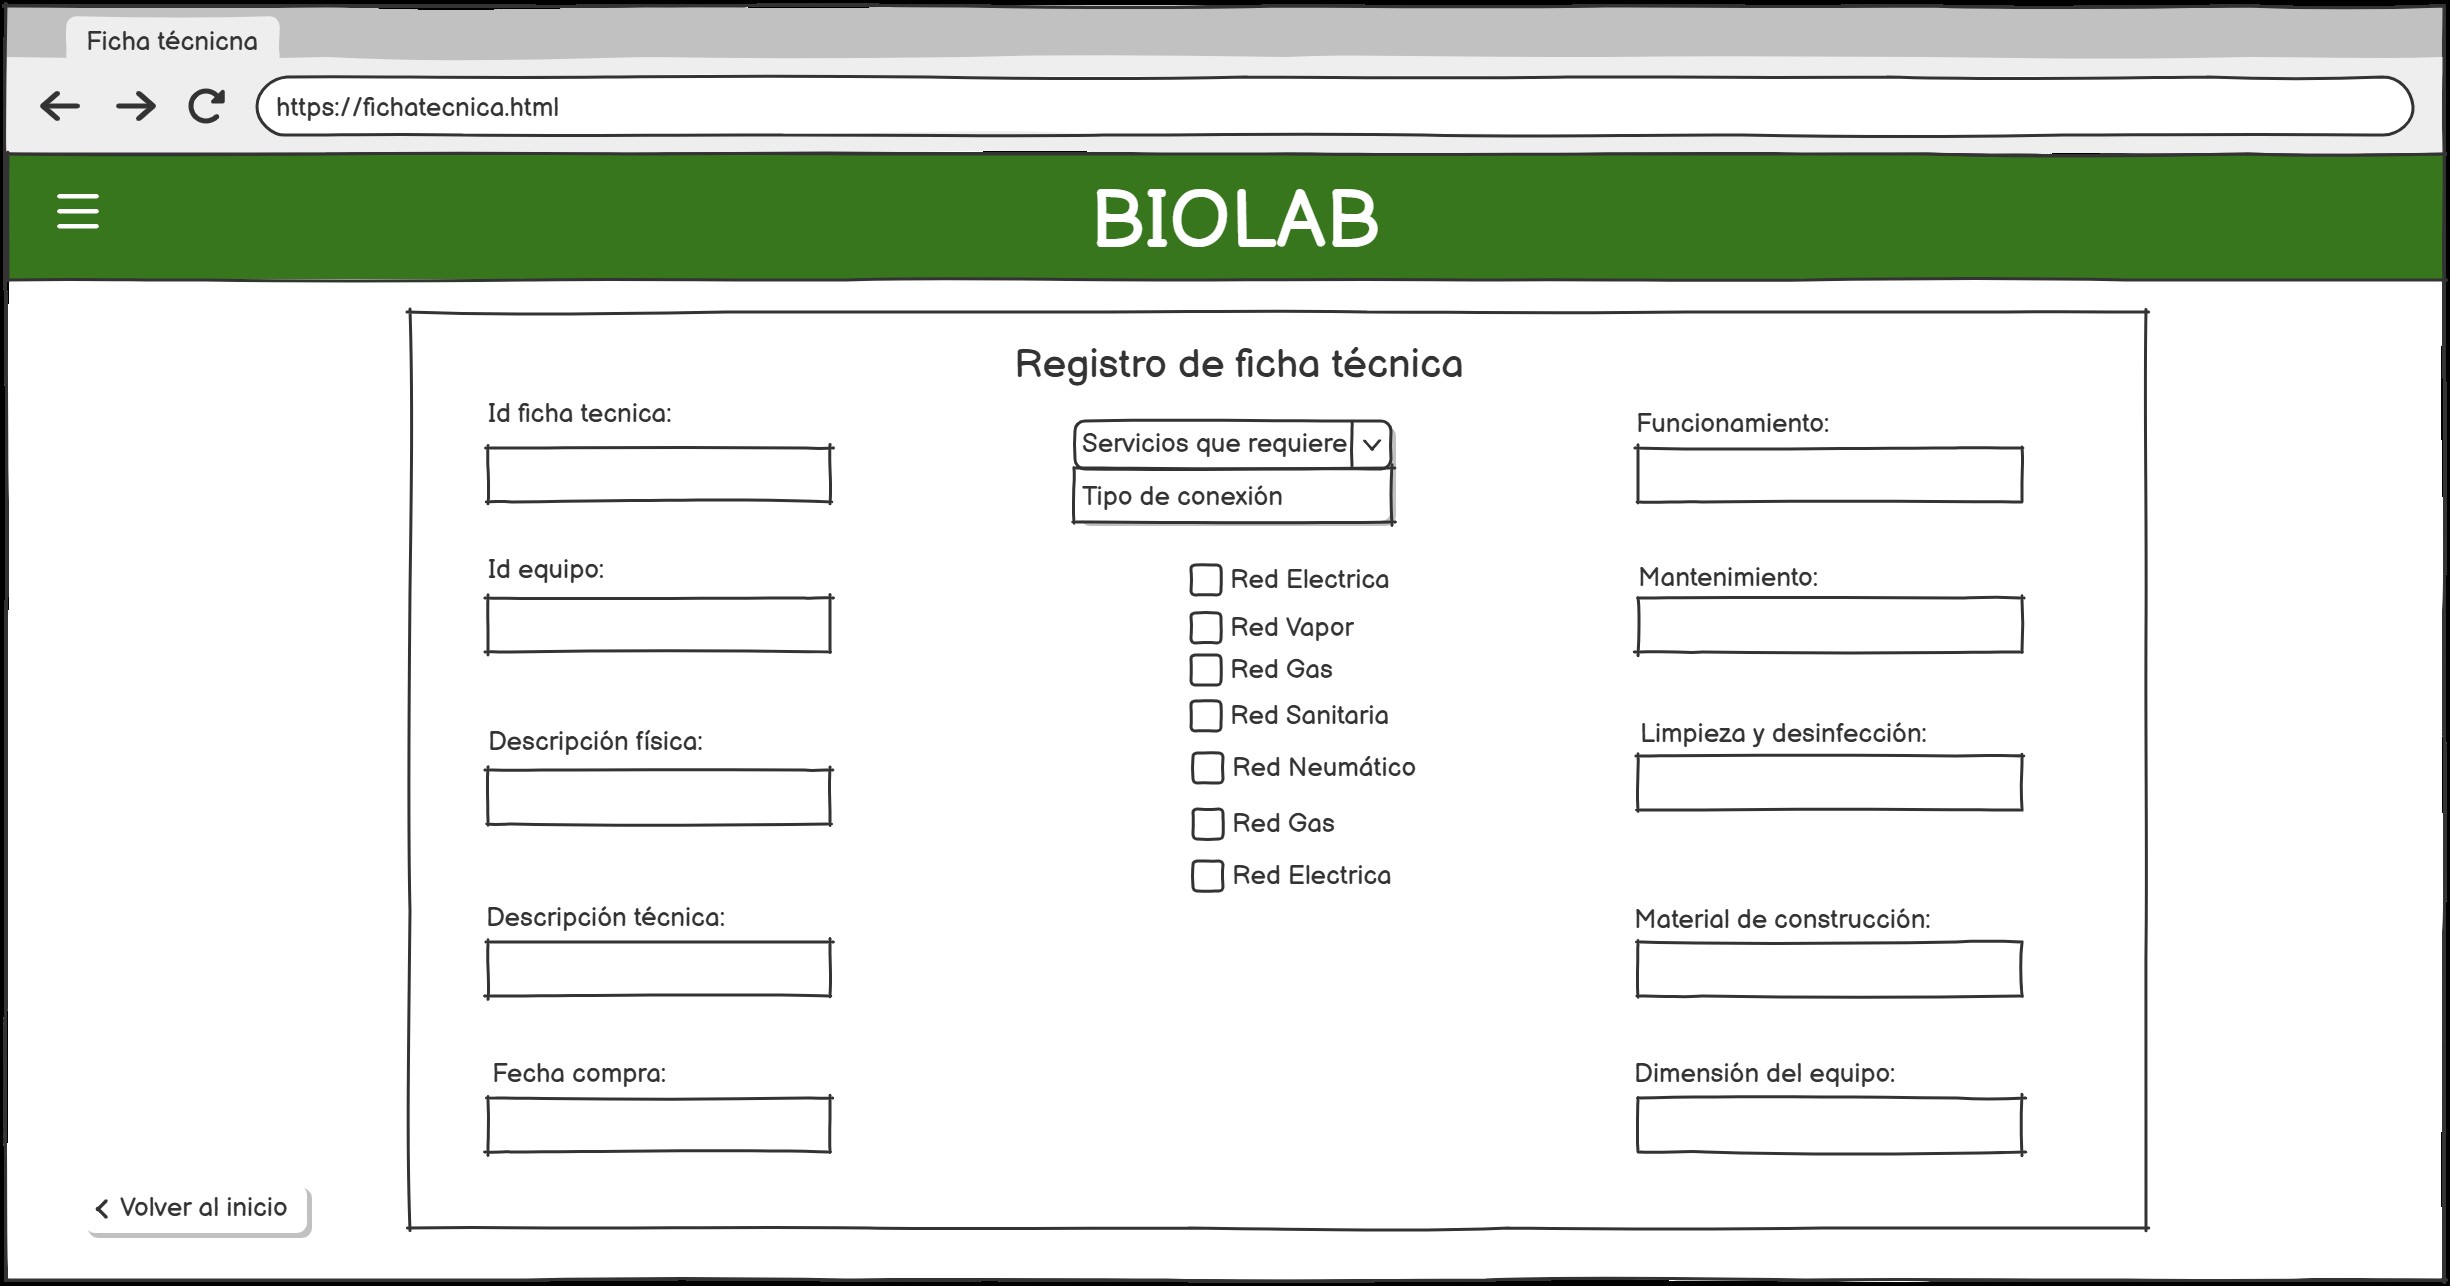 Ficha técnicna
https://fichatecnica.html
BIOLAB
Registro de ficha técnica
Id ficha tecnica:
Id equipo:
Descripción física:
Descripción técnica:
Fecha compra:
Servicios que requiere
Tipo de conexión
Red Electrica
Red Vapor
Red Gas
Red Sanitaria
Red Neumático
Red Gas
Red Electrica
Funcionamiento:
Mantenimiento:
Limpieza y desinfección:
Material de construcción:
Dimensión del equipo:
Volver al inicio